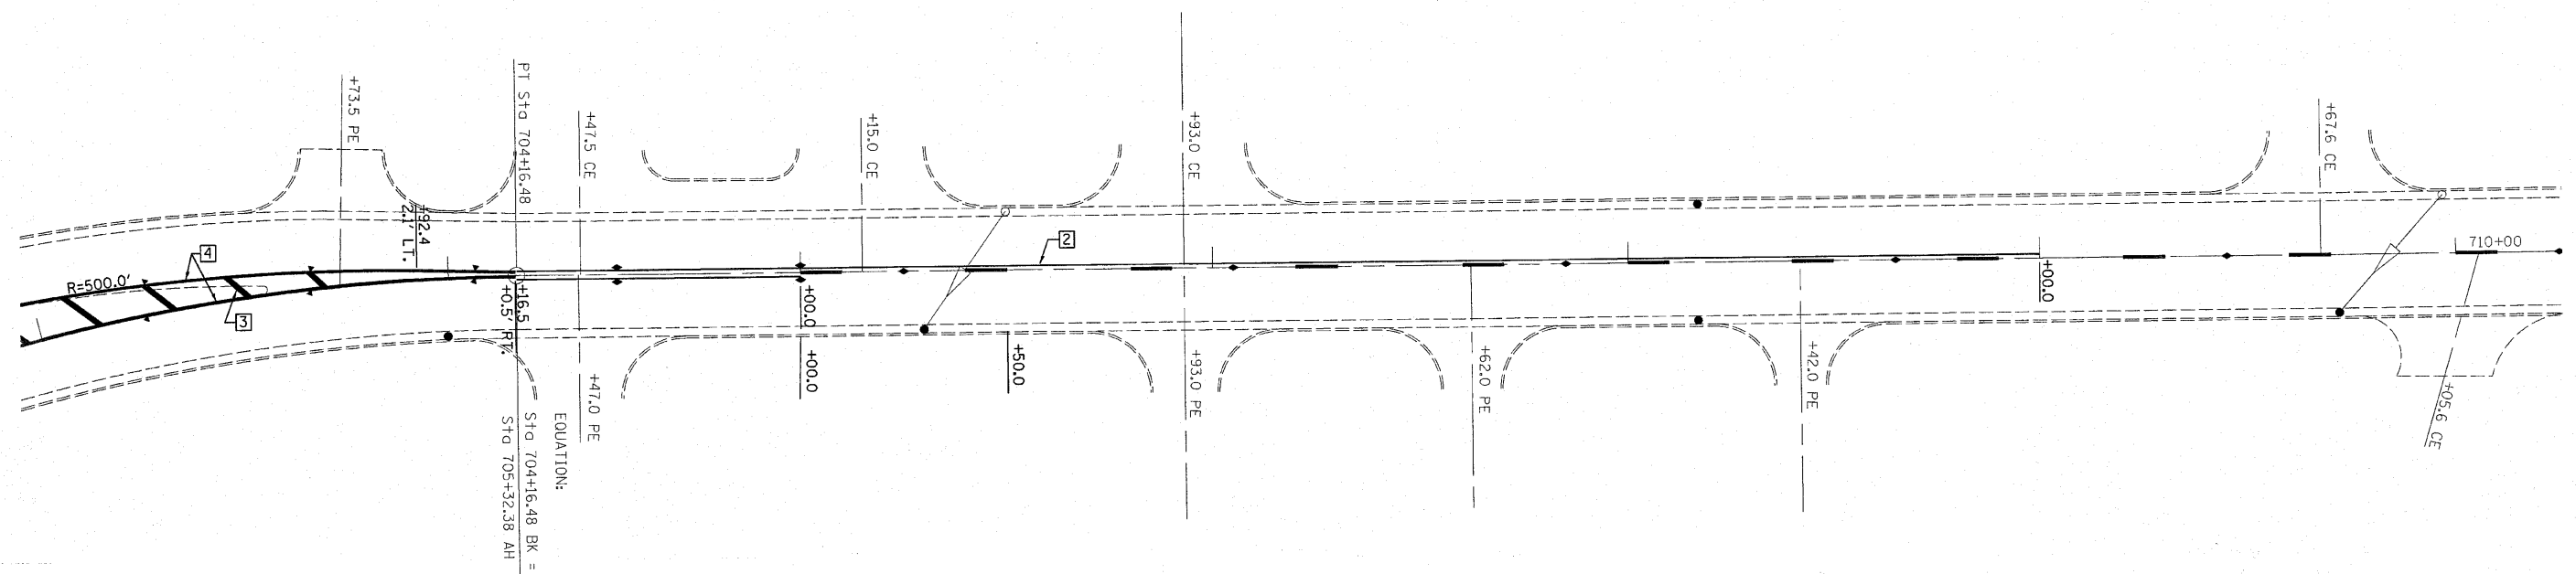 +73.5 PE
PT Sta 704+16.48
+47.5 CE
+15.0 CE
+93.0 CE
+67.6 CE
+92.4
2.1' LT.
4
2
710+00
R=500.0'
3
+16.5
+0.5' RT.
+00.0
+00.0
+00.0
+50.0
+47.0 PE
+93.0 PE
+62.0 PE
+42.0 PE
+05.6 CE
EQUATION:
Sta 704+16.48 BK =
Sta 705+32.38 AH